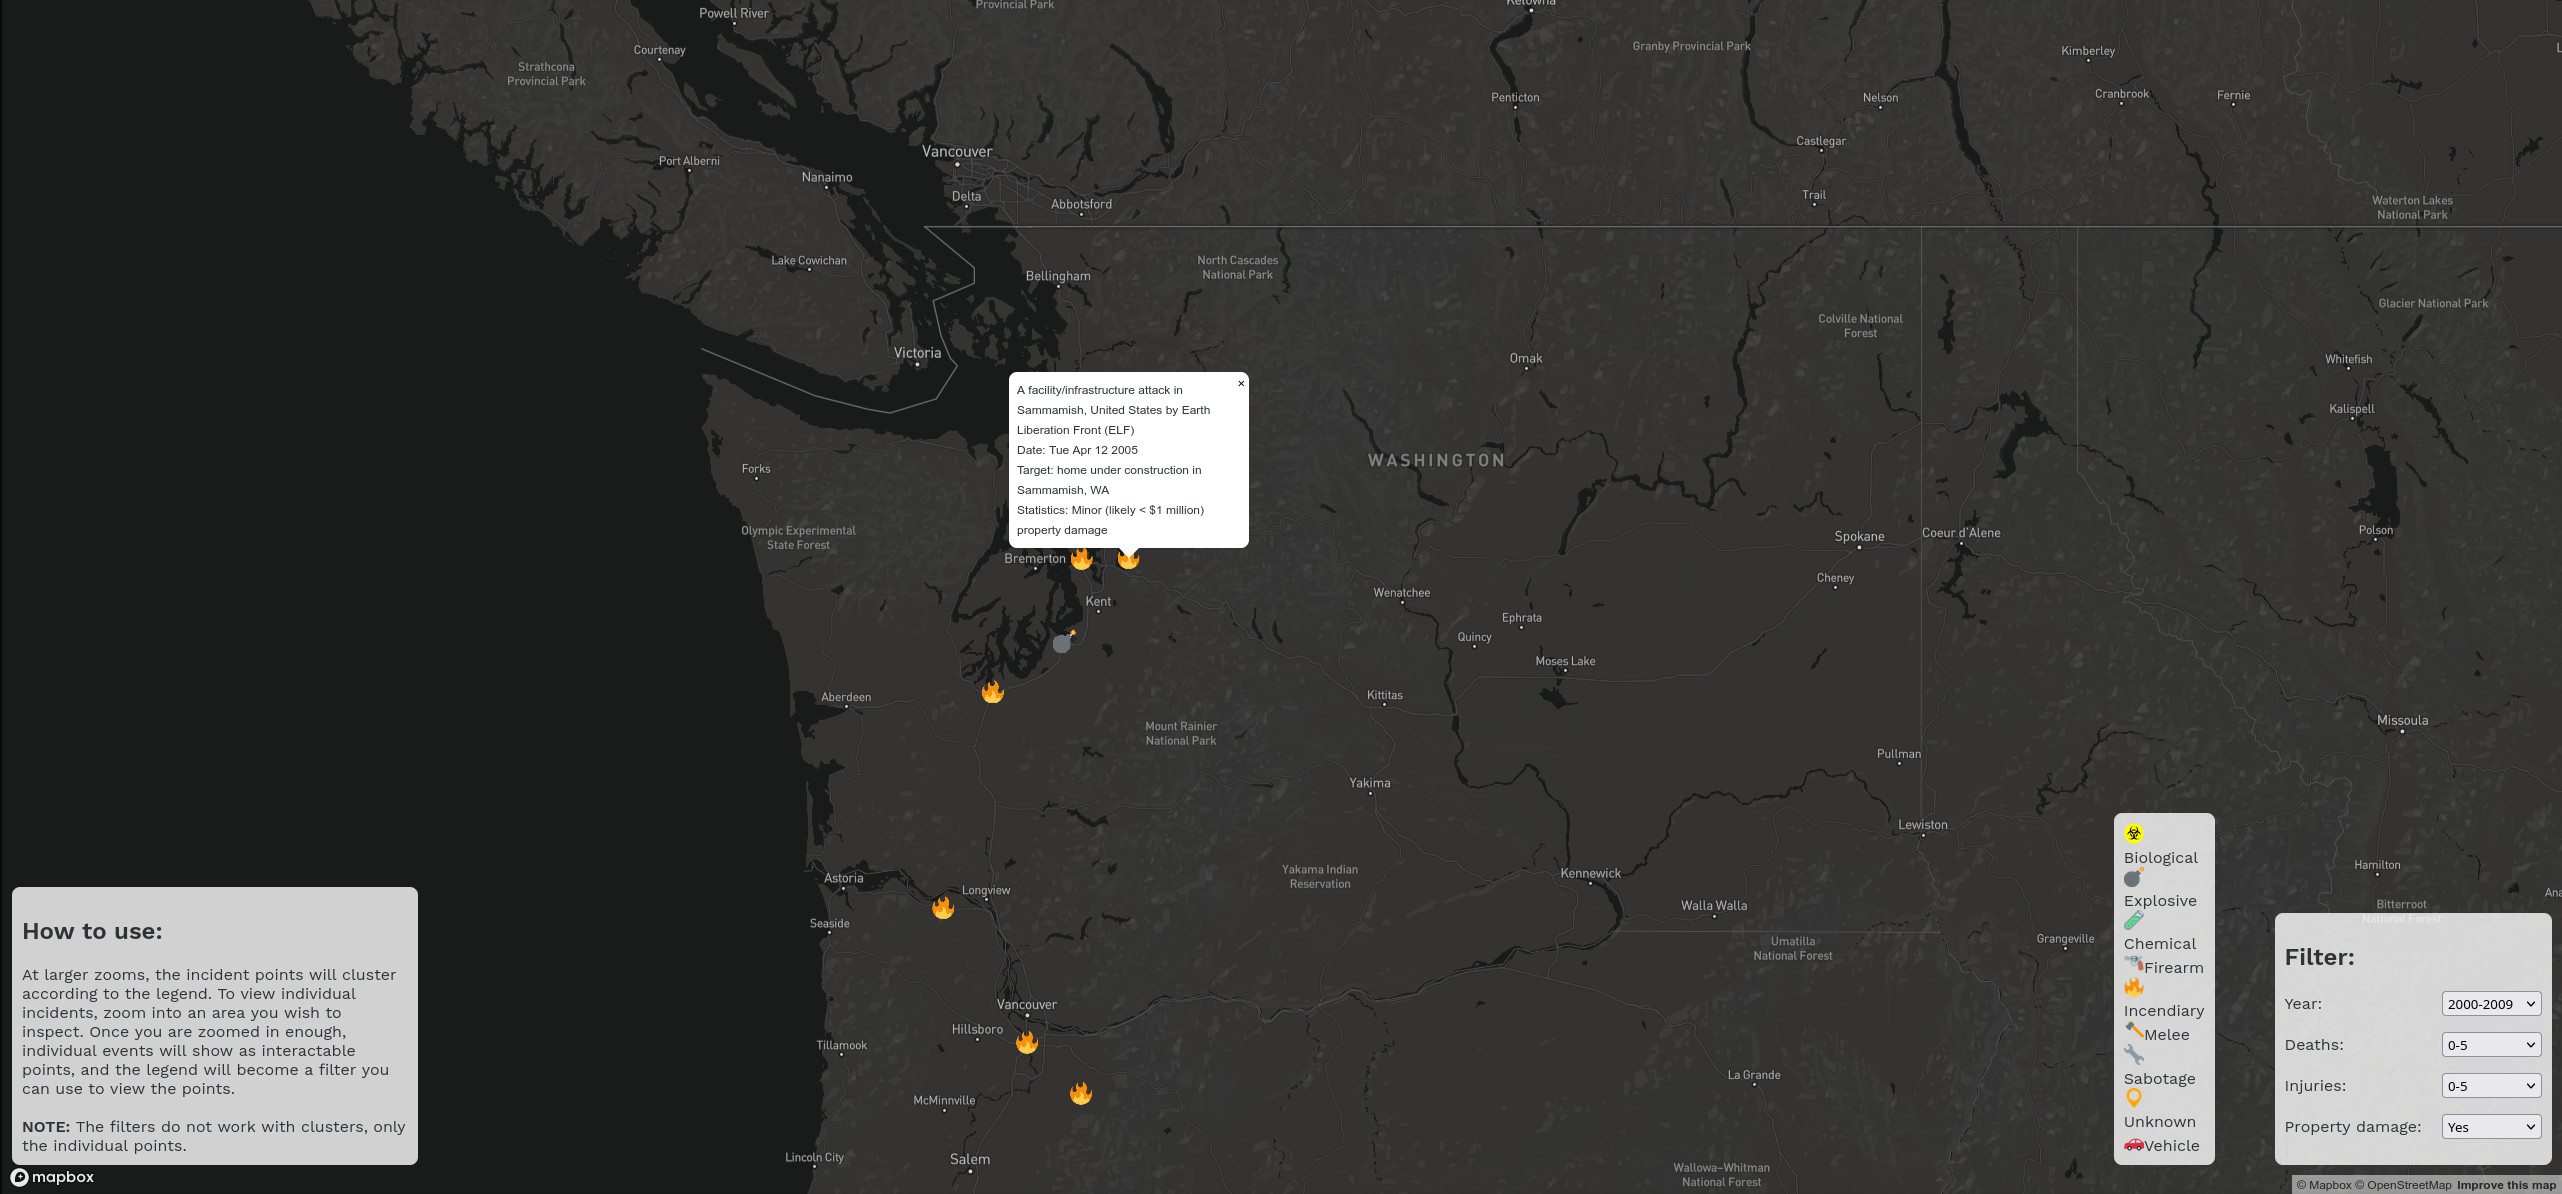 Provincial Park
Kelowna
Powell River
Courtenay
Granby Provincial Park
Kimberley
Strathcona
Provincial Park
Penticton
Nelson
Cranbrook
Fernie
Vancouver
Castlegar
Port Alberni
Nanaimo
Delta
Abbotsford
Trail
Waterton Lakes
National Park
Lake Cowichan
Bellingham
North Cascades
National Park
Glacier National Park
Colville National
Forest
Victoria
Omak
Whitefish
Kalispell
A facility/infrastructure attack in
Sammamish, United States by Earth
Liberation Front (ELF)
Date: Tue Apr 12 2005
Target: home under construction in
Sammamish, WA
Statistics: Minor (likely < $1 million)
property damage
×
WASHINGTON
Forks
Olympic Experimental
State Forest
Bremerton
Spokane
Coeur d'Alene
Polson
Cheney
Kent
Wenatchee
Ephrata
Quincy
Moses Lake
Aberdeen
Kittitas
Mount Rainier
National Park
Missoula
Pullman
Yakima
Lewiston
Astoria
Longview
Yakama Indian
Reservation
Kennewick
Hamilton
Ana
Seaside
Walla Walla
Bitterroot
National Forest
Umatilla
National Forest
Grangeville
Vancouver
Hillsboro
Tillamook
La Grande
McMinnville
Lincoln City
Salem
Wallowa-Whitman
National Forest
How to use:
At larger zooms, the incident points will cluster
according to the legend. To view individual
incidents, zoom into an area you wish to
inspect. Once you are zoomed in enough,
individual events will show as interactable
points, and the legend will become a filter you
can use to view the points.
NOTE: The filters do not work with clusters, only
the individual points.
mapbox
Biological
Explosive
Chemical
Firearm
Incendiary
Melee
Sabotage
Unknown
Vehicle
Filter:
Year: 2000-2009
Deaths: 0-5
Injuries: 0-5
Property damage: Yes
© Mapbox © OpenStreetMap Improve this map